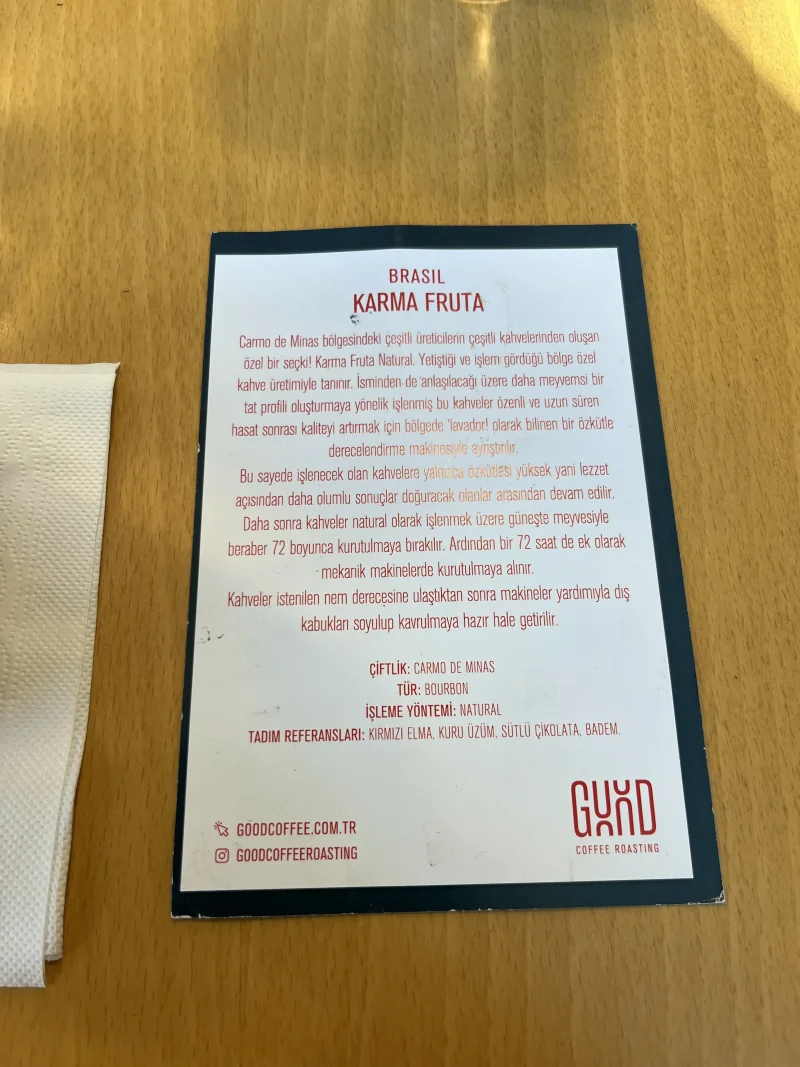 BRASIL
KARMA FRUTA
Carmo de Minas bölgesindeki çeşitli üreticilerin çeşitli kahvelerinden oluşan
özel bir seçki! Karma Fruta Natural. Yetiştiği ve işlem gördüğü bölge özel
kahve üretimiyle tanınır. İsminden de anlaşılacağı üzere daha meyvemsi bir
tat profili oluşturmaya yönelik işlenmiş bu kahveler özenli ve uzun süren
hasat sonrası kaliteyi artırmak için bölgede 'lavador' olarak bilinen bir özkütle
derecelendirme makinesiyle ayrıştırılır.
Bu sayede işlenecek olan kahvelere yalnızca özkütlesi yüksek yani lezzet
açısından daha olumlu sonuçlar doğuracak olanlar arasından devam edilir.
Daha sonra kahveler natural olarak işlenmek üzere güneşte meyvesiyle
beraber 72 boyunca kurutulmaya bırakılır. Ardından bir 72 saat de ek olarak
mekanik makinelerde kurutulmaya alınır.
Kahveler istenilen nem derecesine ulaştıktan sonra makineler yardımıyla dış
kabukları soyulup kavrulmaya hazır hale getirilir.
ÇİFTLİK: CARMO DE MINAS
TÜR: BOURBON
İŞLEME YÖNTEMİ: NATURAL
TADIM REFERANSLARI: KIRMIZI ELMA, KURU ÜZÜM, SÜTLÜ ÇİKOLATA, BADEM.
GOODCOFFEE.COM.TR
GOODCOFFEEROASTING
GOOD
COFFEE ROASTING